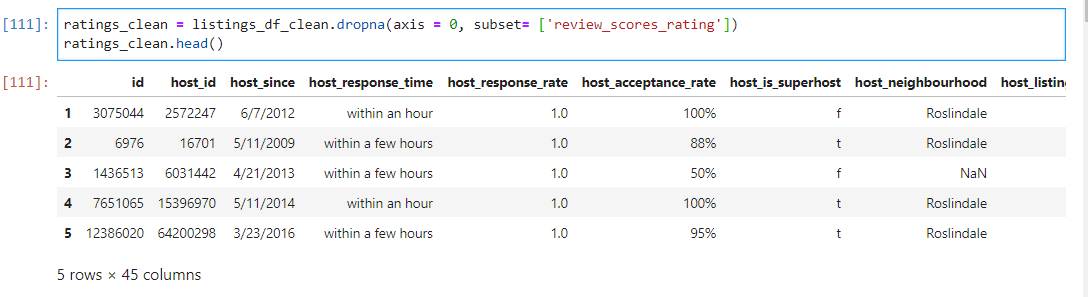 [111]: ratings_clean = listings_df_clean.dropna(axis = 0, subset= ['review_scores_rating'])
ratings_clean.head()
[111]: id host_id host_since host_response_time host_response_rate host_acceptance_rate host_is_superhost host_neighbourhood host_listin
1 3075044 2572247 6/7/2012 within an hour 1.0 100% f Roslindale
2 6976 16701 5/11/2009 within a few hours 1.0 88% t Roslindale
3 1436513 6031442 4/21/2013 within a few hours 1.0 50% f NaN
4 7651065 15396970 5/11/2014 within an hour 1.0 100% t Roslindale
5 12386020 64200298 3/23/2016 within a few hours 1.0 95% t Roslindale
5 rows × 45 columns